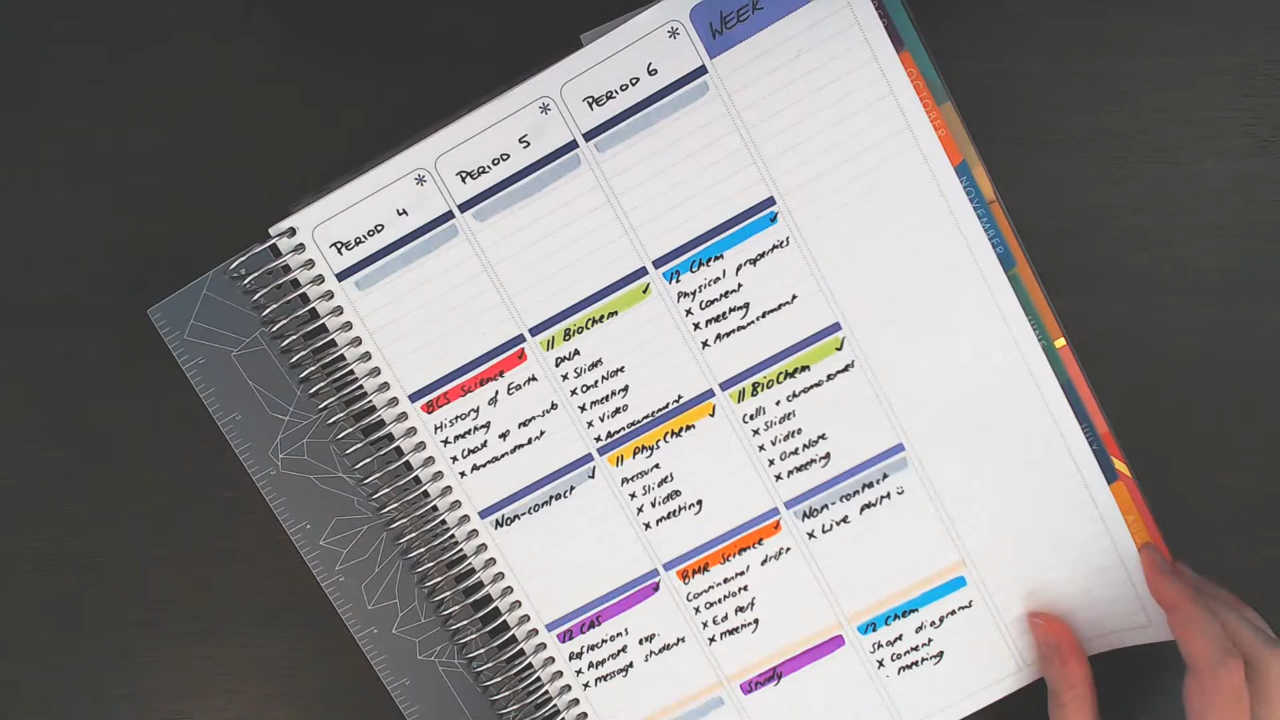 WEEK
PERIOD 4
*
PERIOD 5
*
PERIOD 6
*
8CS Science ✓
History of Earth
x meeting
x Chase up non-sub
x Announcement
Non-contact ✓
12 CAS ✓
Reflections
x Approve exp.
x message students
11 BioChem ✓
DNA
x Slides
x OneNote
x meeting
x Video
x Announcement
11 PhysChem ✓
Pressure
x Slides
x Video
x meeting
8MR Science ✓
Continental drift
x OneNote
x Ed Perf
x meeting
Study
12 Chem ✓
Physical properties
x Content
x meeting
x Announcement
11 BioChem ✓
Cells + chromosomes
x Slides
x Video
x OneNote
x meeting
Non-contact
x Live PWM ☺
12 Chem
Shape diagrams
x Content
. meeting
OCTOBER
NOVEMBER
JUNE
JULY